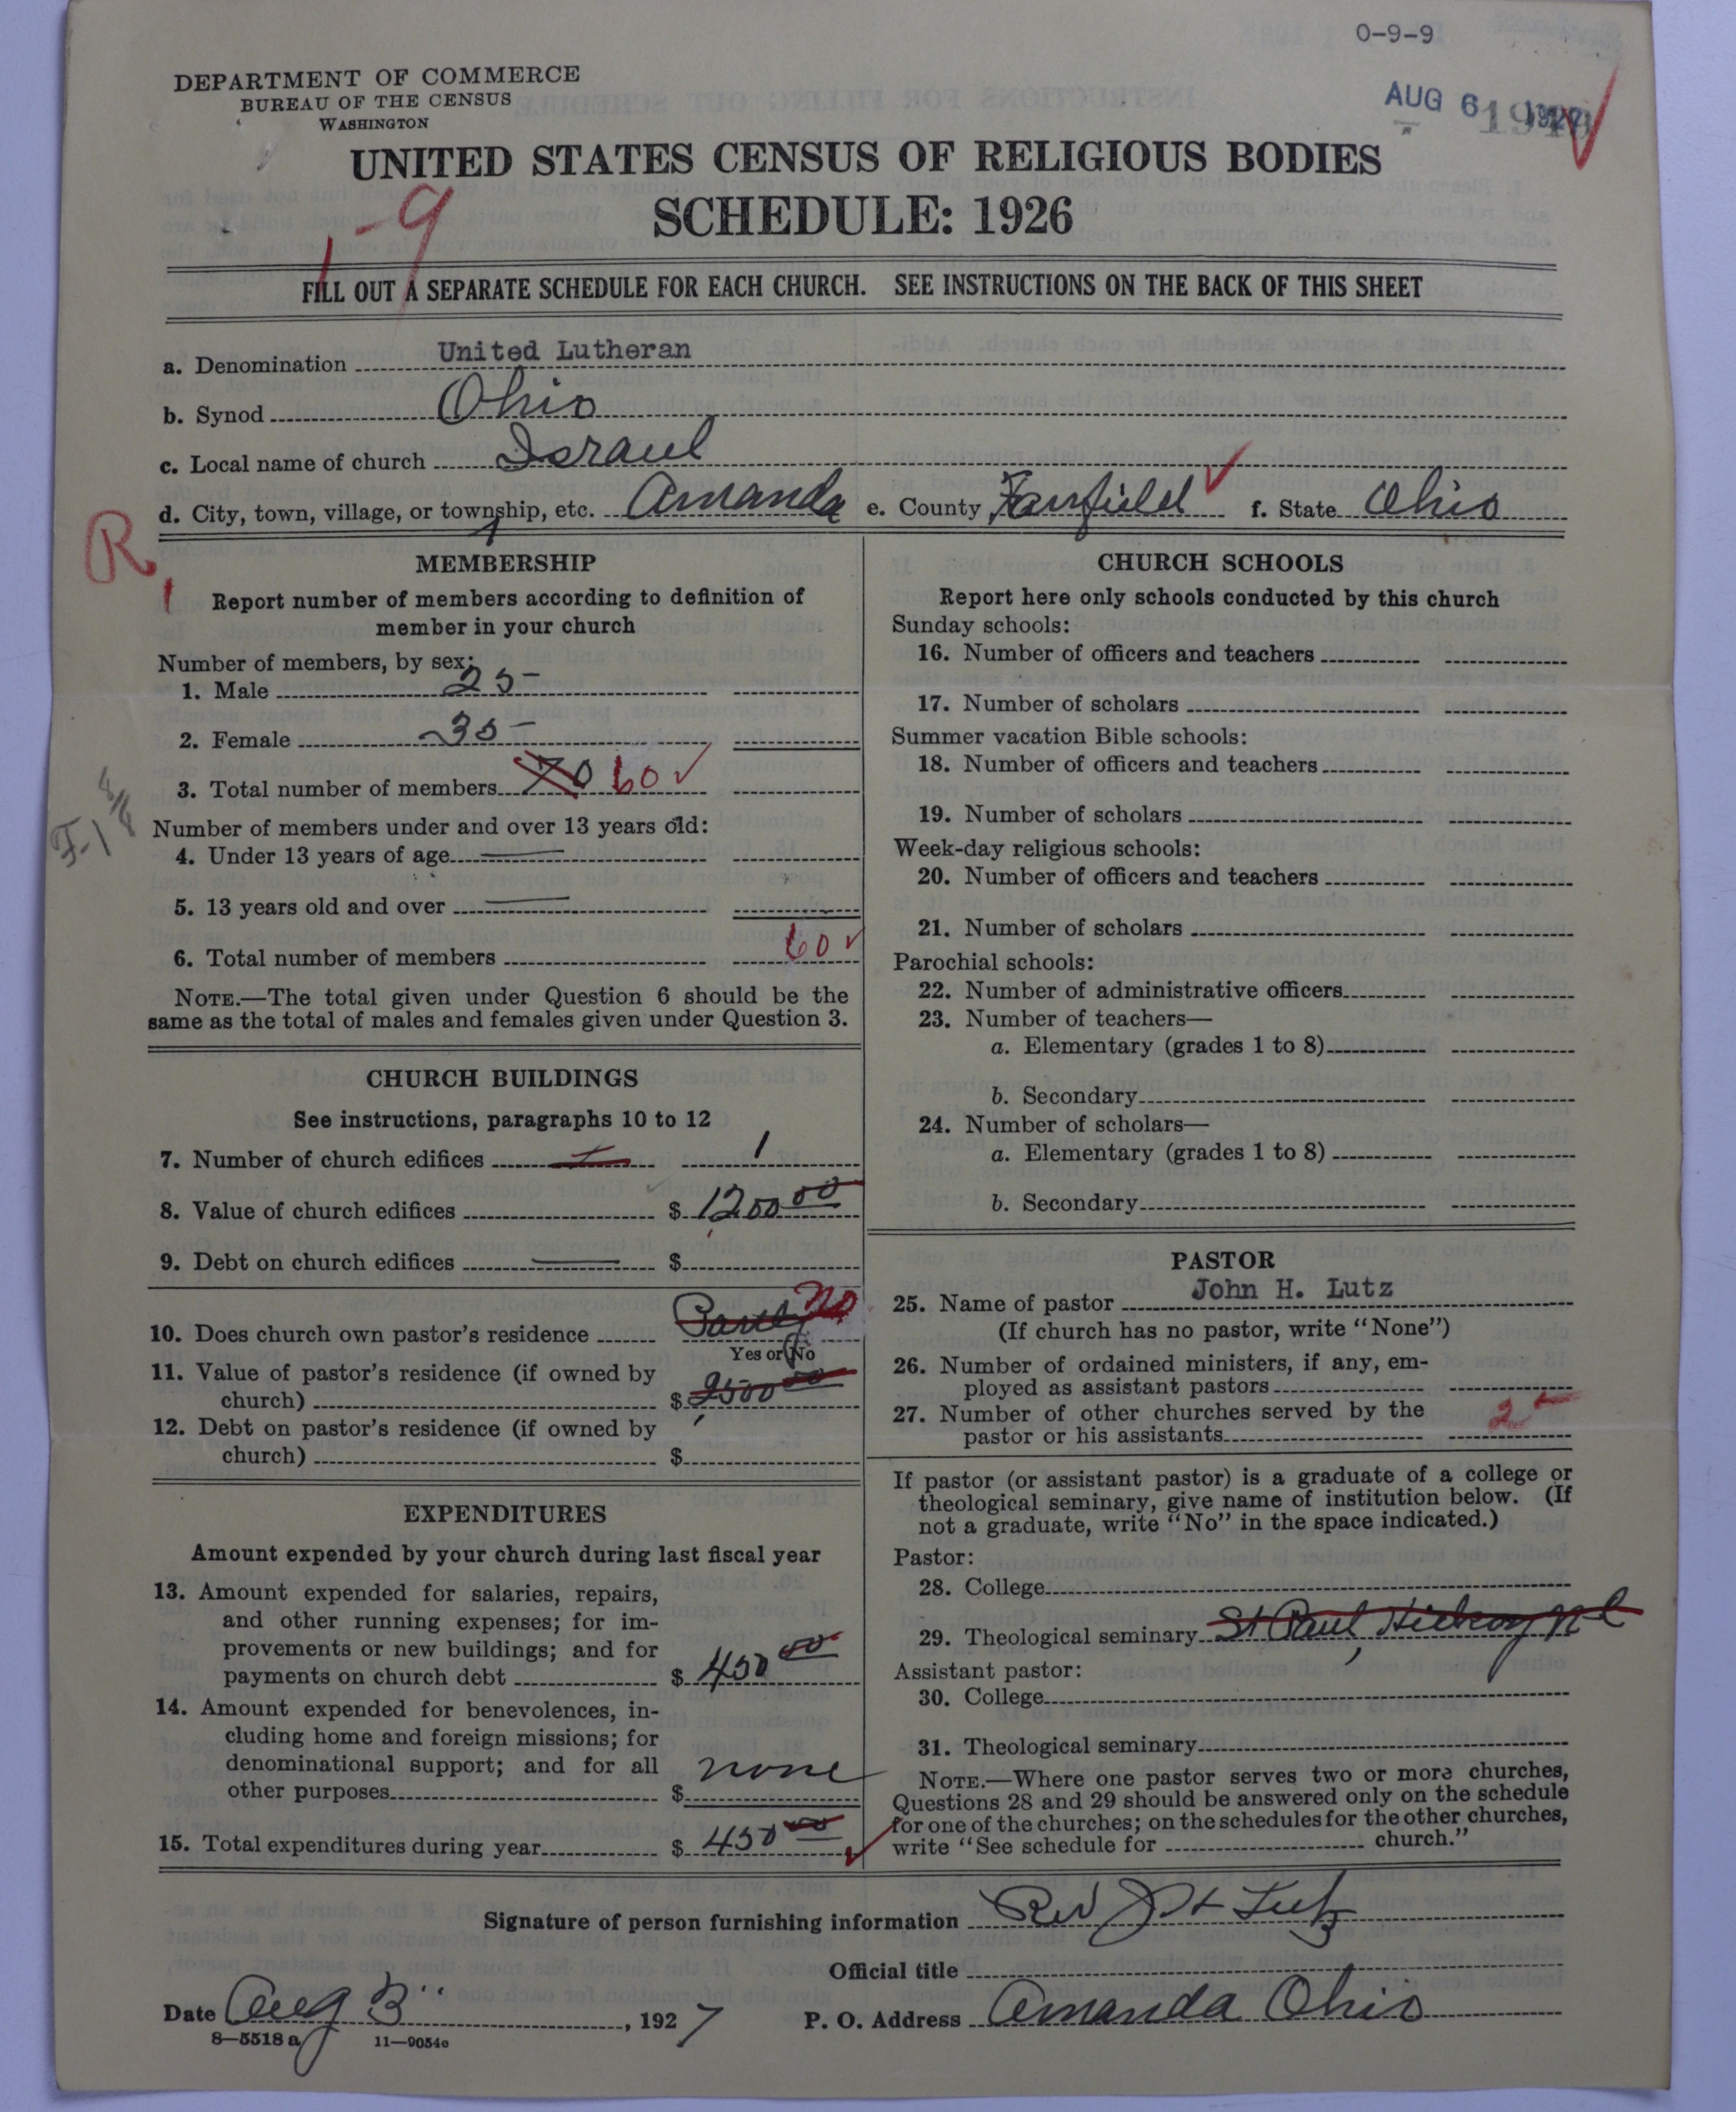 0-9-9
DEPARTMENT OF COMMERCE
BUREAU OF THE CENSUS
WASHINGTON
AUG 6 1927
UNITED STATES CENSUS OF RELIGIOUS BODIES
SCHEDULE: 1926
1-9
FILL OUT A SEPARATE SCHEDULE FOR EACH CHURCH. SEE INSTRUCTIONS ON THE BACK OF THIS SHEET
a. Denomination United Lutheran
b. Synod Ohio
c. Local name of church Israul
d. City, town, village, or township, etc. Amanda e. County Fairfield f. State Ohio
R
1
MEMBERSHIP
Report number of members according to definition of
member in your church
Number of members, by sex:
1. Male 25
2. Female 35
3. Total number of members 70 60
Number of members under and over 13 years old:
4. Under 13 years of age
5. 13 years old and over
6. Total number of members 60
NOTE.—The total given under Question 6 should be the
same as the total of males and females given under Question 3.
CHURCH BUILDINGS
See instructions, paragraphs 10 to 12
7. Number of church edifices 1 1
8. Value of church edifices $ 1200 00
9. Debt on church edifices $
10. Does church own pastor's residence Partly No
Yes or No
11. Value of pastor's residence (if owned by
church) $ 2500 00
12. Debt on pastor's residence (if owned by
church) $
EXPENDITURES
Amount expended by your church during last fiscal year
13. Amount expended for salaries, repairs,
and other running expenses; for im-
provements or new buildings; and for
payments on church debt $ 450 00
14. Amount expended for benevolences, in-
cluding home and foreign missions; for
denominational support; and for all
other purposes $ none
15. Total expenditures during year $ 450 00
CHURCH SCHOOLS
Report here only schools conducted by this church
Sunday schools:
16. Number of officers and teachers
17. Number of scholars
Summer vacation Bible schools:
18. Number of officers and teachers
19. Number of scholars
Week-day religious schools:
20. Number of officers and teachers
21. Number of scholars
Parochial schools:
22. Number of administrative officers
23. Number of teachers—
a. Elementary (grades 1 to 8)
b. Secondary
24. Number of scholars—
a. Elementary (grades 1 to 8)
b. Secondary
PASTOR
25. Name of pastor John H. Lutz
(If church has no pastor, write "None")
26. Number of ordained ministers, if any, em-
ployed as assistant pastors
27. Number of other churches served by the
pastor or his assistants 2
If pastor (or assistant pastor) is a graduate of a college or
theological seminary, give name of institution below. (If
not a graduate, write "No" in the space indicated.)
Pastor:
28. College
29. Theological seminary St Paul, Hickory N C
Assistant pastor:
30. College
31. Theological seminary
NOTE.—Where one pastor serves two or more churches,
Questions 28 and 29 should be answered only on the schedule
for one of the churches; on the schedules for the other churches,
write "See schedule for church."
Signature of person furnishing information Rev J H Lutz
Official title
Date Aug 3, 1927 P. O. Address Amanda Ohio
8—5518 a 11—9054e